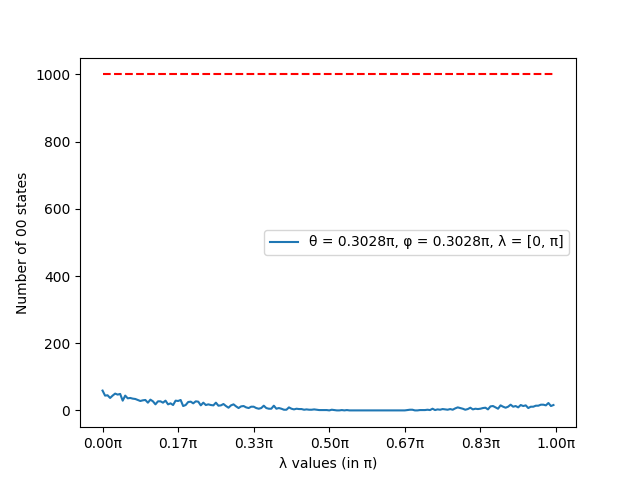 1000
800
600
400
200
0
Number of 00 states
θ = 0.3028π, φ = 0.3028π, λ = [0, π]
0.00π 0.17π 0.33π 0.50π 0.67π 0.83π 1.00π
λ values (in π)